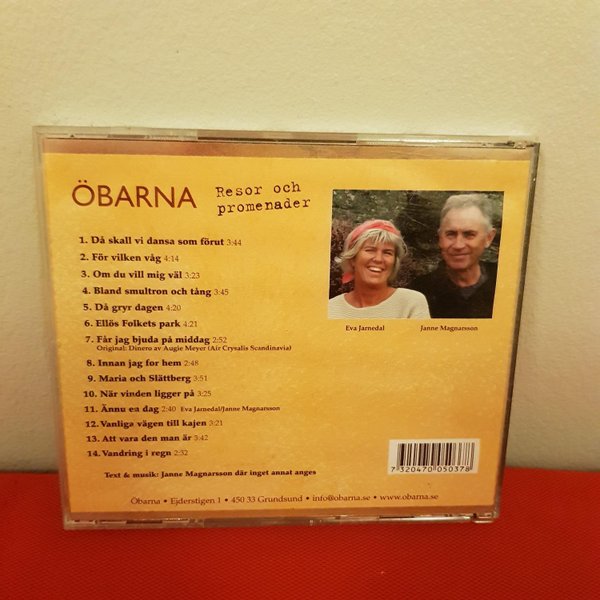 ÖBARNA
Resor och
promenader
1. Då skall vi dansa som förut 3:44
2. För vilken våg 4:14
3. Om du vill mig väl 3:23
4. Bland smultron och tång 3:45
5. Då gryr dagen 4:20
6. Ellös Folkets park 4:21
7. Får jag bjuda på middag 2:52
Original: Dinero av Augie Meyer (Air Crysalis Scandinavia)
8. Innan jag for hem 2:48
9. Maria och Slättberg 3:51
10. När vinden ligger på 3:25
11. Ännu en dag 2:40 Eva Jarnedal/Janne Magnarsson
12. Vanliga vägen till kajen 3:21
13. Att vara den man är 3:42
14. Vandring i regn 2:32
Eva Jarnedal Janne Magnarsson
Text & musik: Janne Magnarsson där inget annat anges
7 320470 050378
Öbarna • Ejderstigen 1 • 450 33 Grundsund • info@obarna.se • www.obarna.se